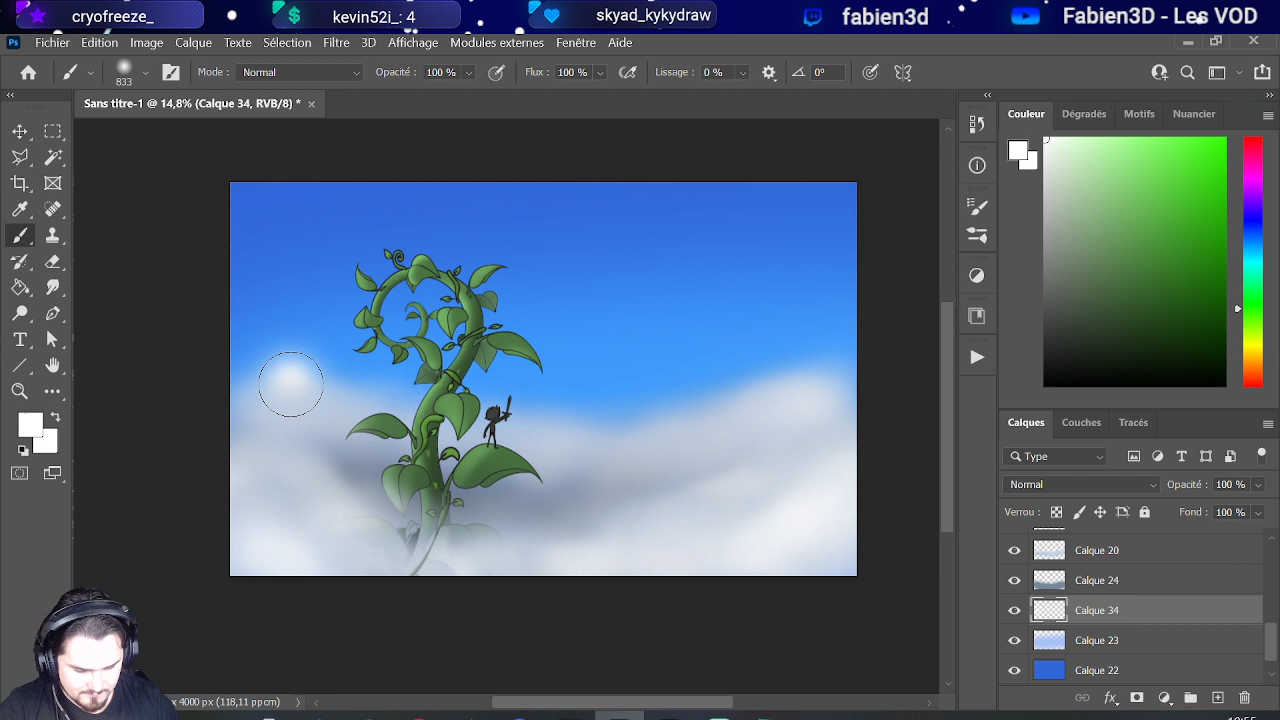 cryofreeze_
kevin52i_: 4
skyad_kykydraw
fabien3d
Fabien3D - Les VOD
Ps Fichier Edition Image Calque Texte Sélection Filtre 3D Affichage Modules externes Fenêtre Aide
833 Mode : Normal Opacité : 100 % Flux : 100 % Lissage : 0 % 0°
Sans titre-1 @ 14,8% (Calque 34, RVB/8) *
Couleur Dégradés Motifs Nuancier
Calques Couches Tracés
Type
Normal Opacité : 100 %
Verrou : Fond : 100 %
Calque 20
Calque 24
Calque 34
Calque 23
Calque 22
x 4000 px (118,11 ppcm)